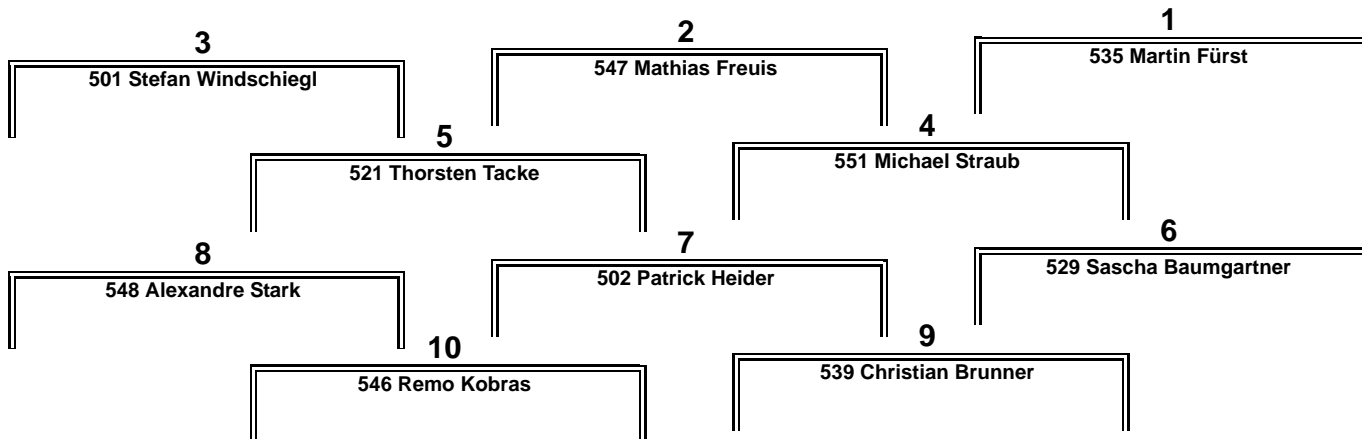 3
501 Stefan Windschiegl
2
547 Mathias Freuis
1
535 Martin Fürst
5
521 Thorsten Tacke
4
551 Michael Straub
8
548 Alexandre Stark
7
502 Patrick Heider
6
529 Sascha Baumgartner
10
546 Remo Kobras
9
539 Christian Brunner